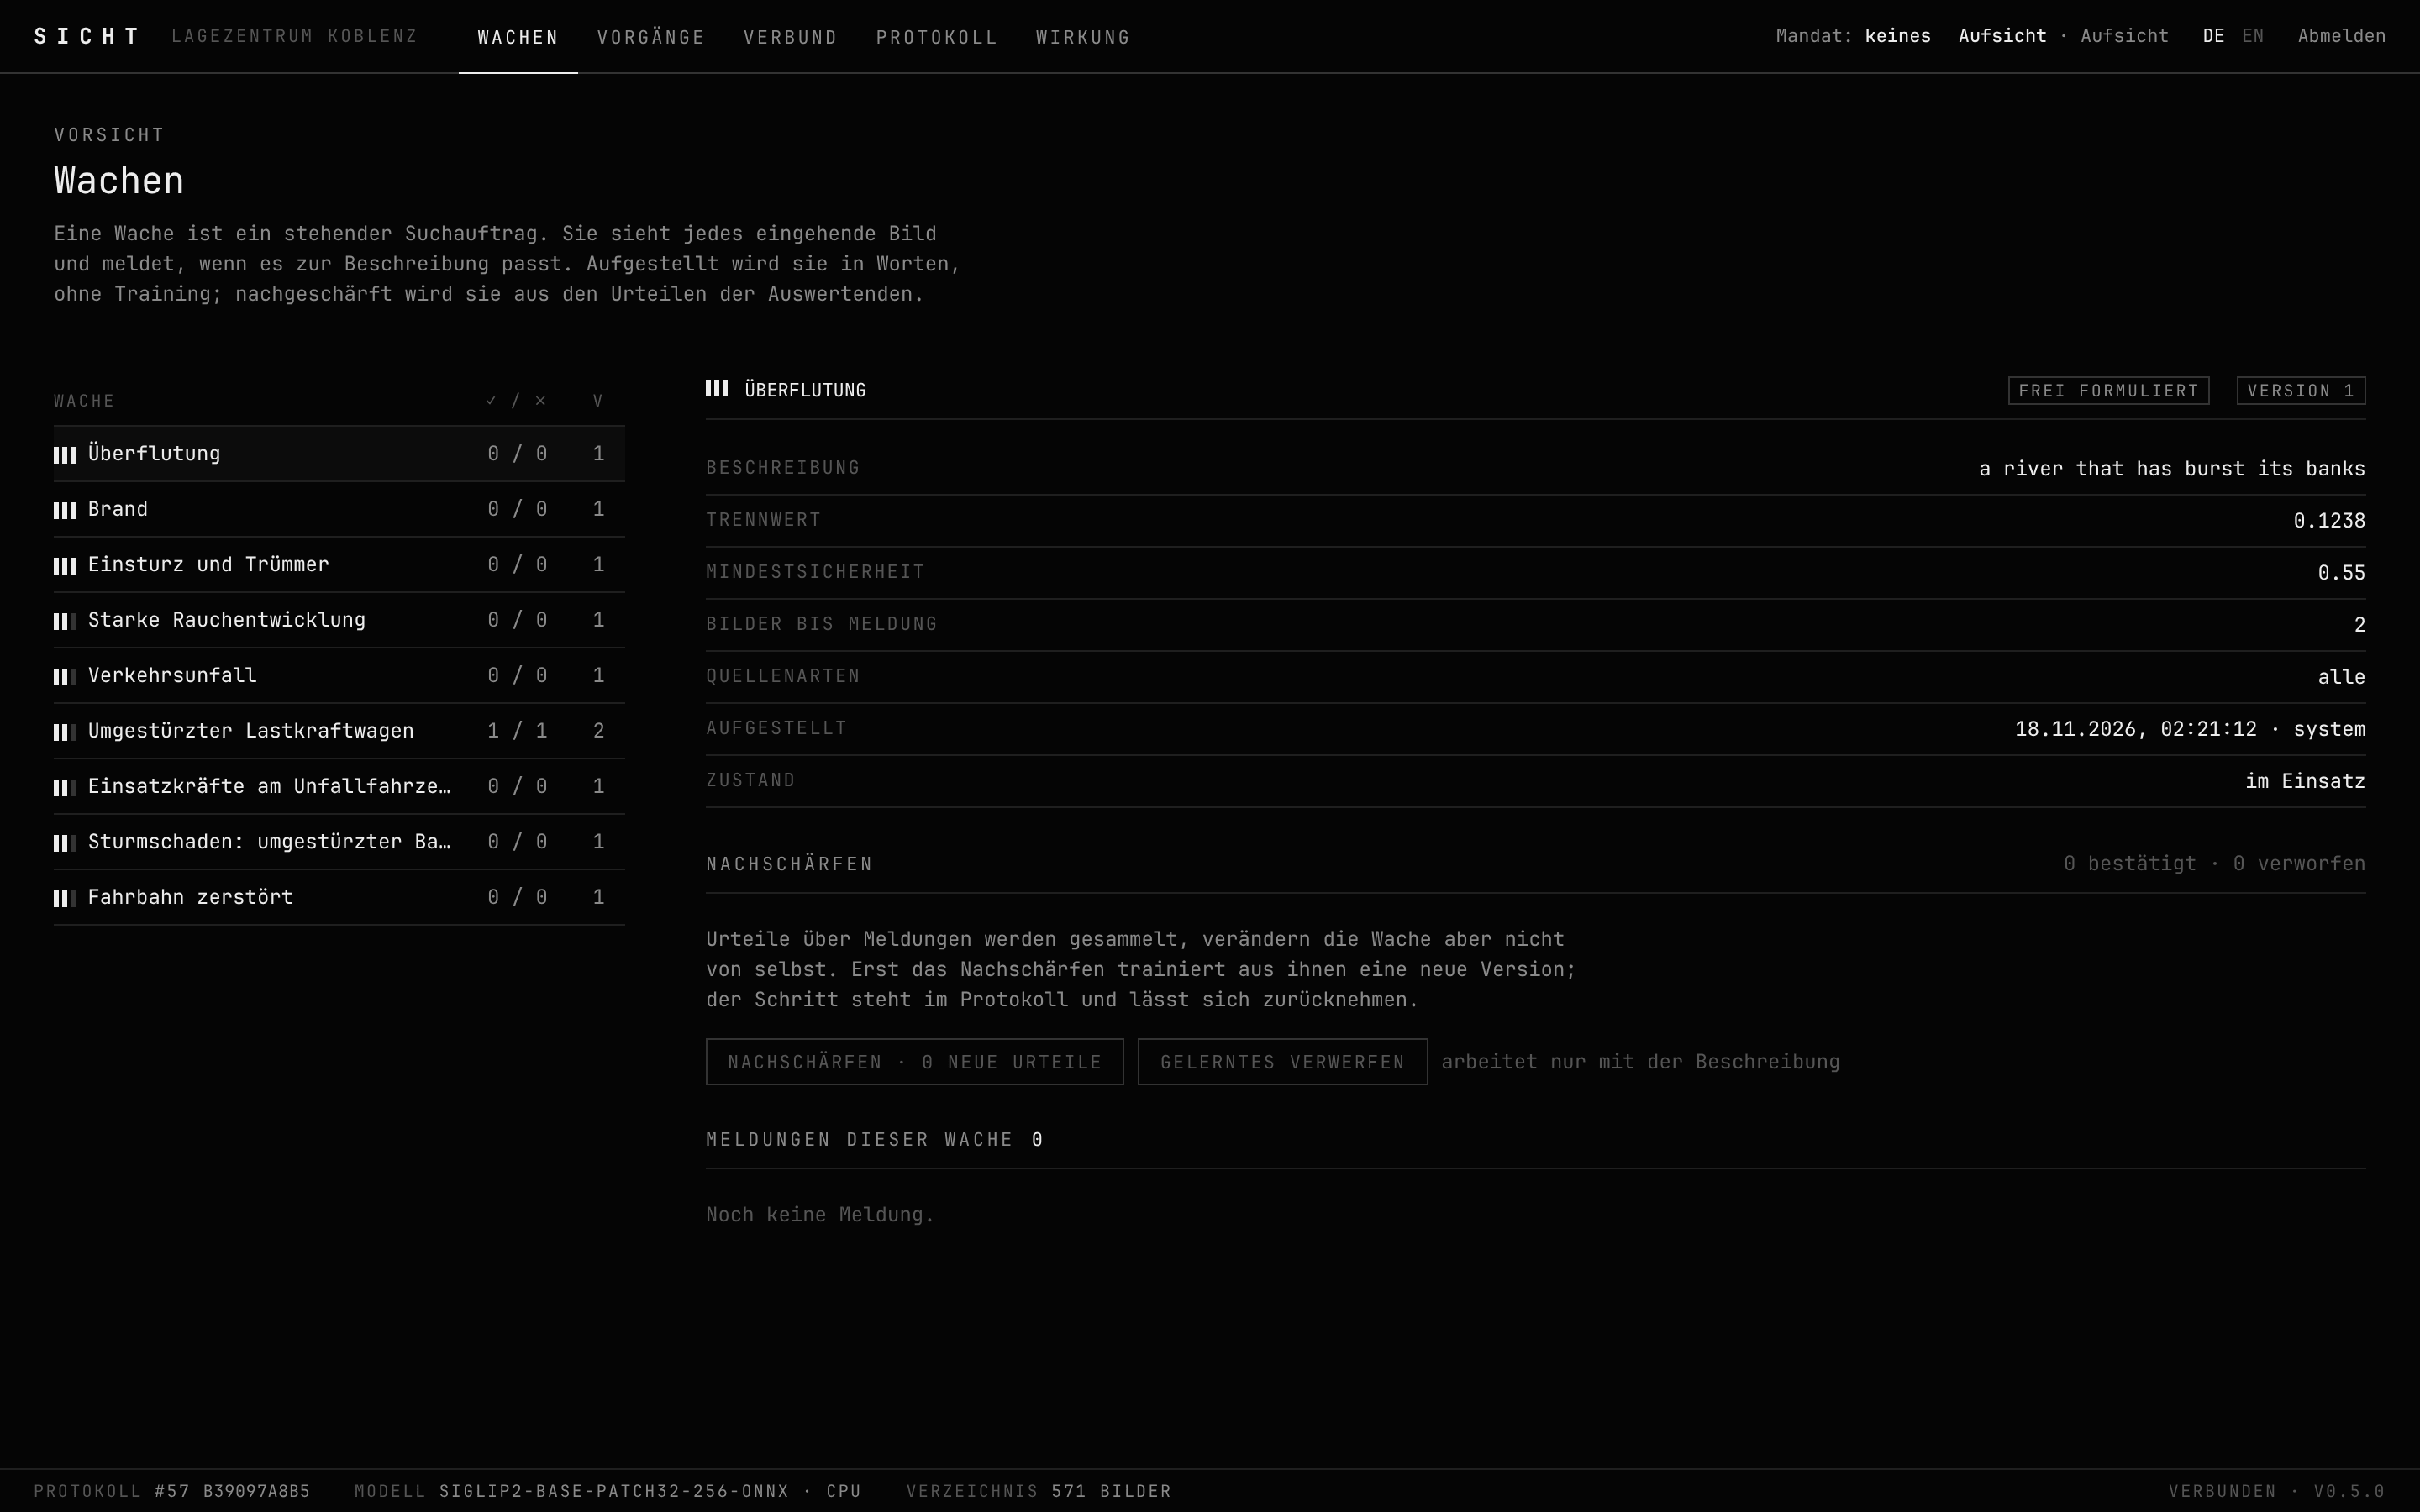 SICHT LAGEZENTRUM KOBLENZ WACHEN VORGÄNGE VERBUND PROTOKOLL WIRKUNG Mandat: keines Aufsicht · Aufsicht DE EN Abmelden
VORSICHT
Wachen
Eine Wache ist ein stehender Suchauftrag. Sie sieht jedes eingehende Bild
und meldet, wenn es zur Beschreibung passt. Aufgestellt wird sie in Worten,
ohne Training; nachgeschärft wird sie aus den Urteilen der Auswertenden.
WACHE ✓ / ✕ V
Überflutung 0 / 0 1
Brand 0 / 0 1
Einsturz und Trümmer 0 / 0 1
Starke Rauchentwicklung 0 / 0 1
Verkehrsunfall 0 / 0 1
Umgestürzter Lastkraftwagen 1 / 1 2
Einsatzkräfte am Unfallfahrze… 0 / 0 1
Sturmschaden: umgestürzter Ba… 0 / 0 1
Fahrbahn zerstört 0 / 0 1
ÜBERFLUTUNG FREI FORMULIERT VERSION 1
BESCHREIBUNG a river that has burst its banks
TRENNWERT 0.1238
MINDESTSICHERHEIT 0.55
BILDER BIS MELDUNG 2
QUELLENARTEN alle
AUFGESTELLT 18.11.2026, 02:21:12 · system
ZUSTAND im Einsatz
NACHSCHÄRFEN 0 bestätigt · 0 verworfen
Urteile über Meldungen werden gesammelt, verändern die Wache aber nicht
von selbst. Erst das Nachschärfen trainiert aus ihnen eine neue Version;
der Schritt steht im Protokoll und lässt sich zurücknehmen.
NACHSCHÄRFEN · 0 NEUE URTEILE GELERNTES VERWERFEN arbeitet nur mit der Beschreibung
MELDUNGEN DIESER WACHE 0
Noch keine Meldung.
PROTOKOLL #57 B39097A8B5 MODELL SIGLIP2-BASE-PATCH32-256-ONNX · CPU VERZEICHNIS 571 BILDER VERBUNDEN · V0.5.0